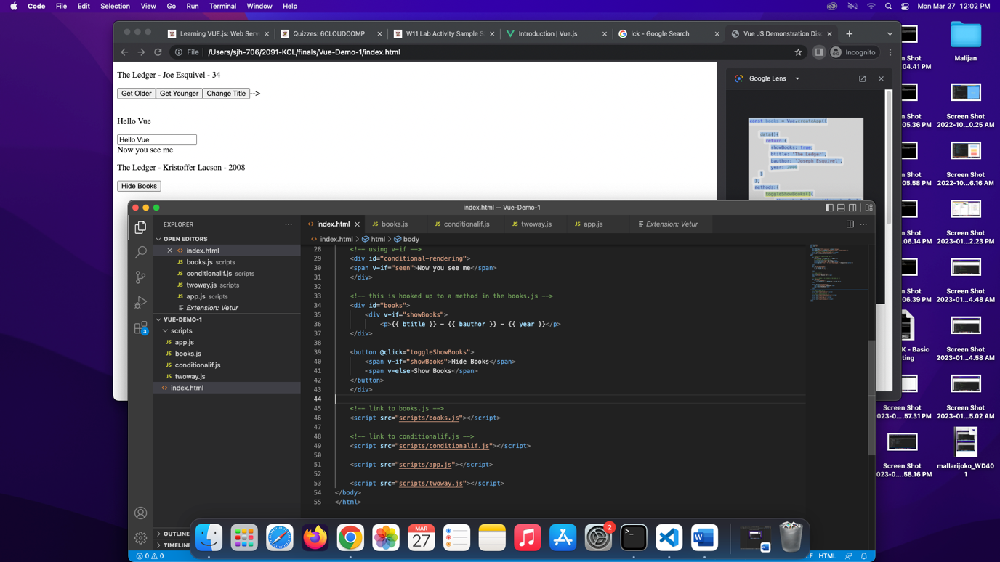 Code File Edit Selection View Go Run Terminal Window Help Mon Mar 27 12:02 PM
Learning VUE.js: Web Serv Quizzes: 6CLOUDCOMP W11 Lab Activity Sample S Introduction | Vue.js lck - Google Search Vue JS Demonstration Disc
File /Users/sjh-706/2091-KCL/finals/Vue-Demo-1/index.html Incognito
The Ledger - Joe Esquivel - 34
Get Older Get Younger Change Title -->
Hello Vue
Hello Vue
Now you see me
The Ledger - Kristoffer Lacson - 2008
Hide Books
Google Lens
const books = Vue.createApp({
data(){
return {
showBooks: true,
btitle: 'The Ledger',
bauthor: 'Joseph Esquivel',
year: 2008
}
},
methods:{
toggleShowBooks(){
index.html — Vue-Demo-1
EXPLORER
OPEN EDITORS
index.html
books.js scripts
conditionalif.js scripts
twoway.js scripts
app.js scripts
Extension: Vetur
VUE-DEMO-1
scripts
app.js
books.js
conditionalif.js
twoway.js
index.html
OUTLINE
TIMELINE
3
index.html books.js conditionalif.js twoway.js app.js Extension: Vetur
index.html > html > body
28 <!-- using v-if -->
29 <div id="conditional-rendering">
30 <span v-if="seen">Now you see me</span>
31 </div>
32
33 <!-- this is hooked up to a method in the books.js -->
34 <div id="books">
35 <div v-if="showBooks">
36 <p>{{ btitle }} - {{ bauthor }} - {{ year }}</p>
37 </div>
38
39 <button @click="toggleShowBooks">
40 <span v-if="showBooks">Hide Books</span>
41 <span v-else>Show Books</span>
42 </button>
43 </div>
44
45 <!-- link to books.js -->
46 <script src="scripts/books.js"></script>
47
48 <!-- link to conditionalif.js -->
49 <script src="scripts/conditionalif.js"></script>
50
51 <script src="scripts/app.js"></script>
52
53 <script src="scripts/twoway.js"></script>
54 </body>
55 </html>
0 0
HTML
MAR
27
2
Malijan
Shot
04.41 PM
Screen Shot
2022-10...0.25 AM
Shot
05.36 PM
Screen Shot
2022-10...6.16 AM
Shot
05.58 PM
Screen Shot
2023-01...2.23 PM
Shot
06.14 PM
Screen Shot
2023-01...4.48 AM
Shot
06.39 PM
Screen Shot
2023-01...4.58 AM
K - Basic
ting
Screen Shot
2023-01...5.02 AM
Screen Shot
2023-0....57.31 PM
mallarijoko_WD40
1
Screen Shot
2023-0....58.16 PM